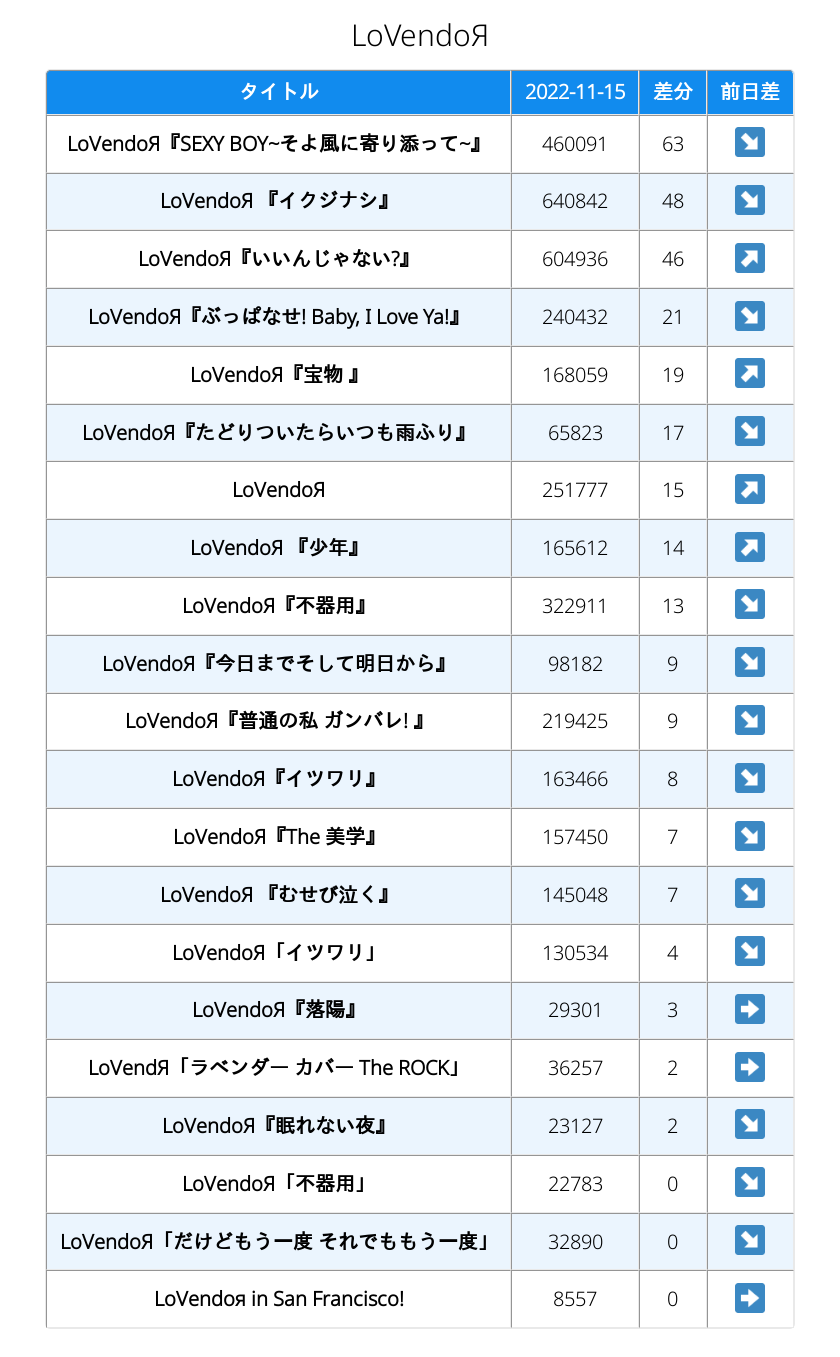 LoVendoЯ
タイトル 2022-11-15 差分 前日差
LoVendoЯ『SEXY BOY~そよ風に寄り添って~』 460091 63 ↘
LoVendoЯ 『イクジナシ』 640842 48 ↘
LoVendoЯ『いいんじゃない?』 604936 46 ↗
LoVendoЯ『ぶっぱなせ! Baby, I Love Ya!』 240432 21 ↘
LoVendoЯ『宝物 』 168059 19 ↗
LoVendoЯ『たどりついたらいつも雨ふり』 65823 17 ↘
LoVendoЯ 251777 15 ↗
LoVendoЯ 『少年』 165612 14 ↗
LoVendoЯ『不器用』 322911 13 ↘
LoVendoЯ『今日までそして明日から』 98182 9 ↘
LoVendoЯ『普通の私 ガンバレ! 』 219425 9 ↘
LoVendoЯ『イツワリ』 163466 8 ↘
LoVendoЯ『The 美学』 157450 7 ↘
LoVendoЯ 『むせび泣く』 145048 7 ↘
LoVendoЯ「イツワリ」 130534 4 ↘
LoVendoЯ『落陽』 29301 3 ➡
LoVendЯ「ラベンダー カバー The ROCK」 36257 2 ➡
LoVendoЯ『眠れない夜』 23127 2 ↘
LoVendoЯ「不器用」 22783 0 ↘
LoVendoЯ「だけどもう一度 それでももう一度」 32890 0 ↘
LoVendoя in San Francisco! 8557 0 ➡